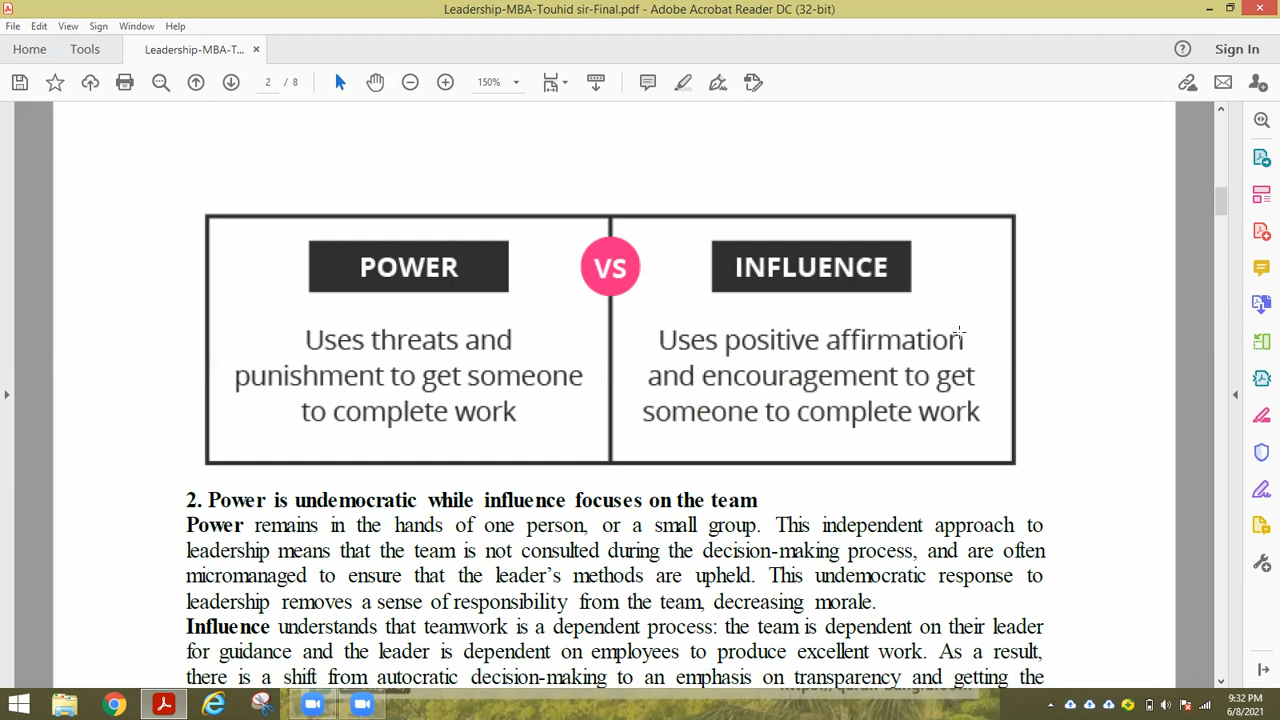 Leadership-MBA-Touhid sir-Final.pdf - Adobe Acrobat Reader DC (32-bit)
File Edit View Sign Window Help
Home Tools Leadership-MBA-T... × ? Sign In
2 / 8 150%
POWER VS INFLUENCE
Uses threats and
punishment to get someone
to complete work
Uses positive affirmation
and encouragement to get
someone to complete work
2. Power is undemocratic while influence focuses on the team
Power remains in the hands of one person, or a small group. This independent approach to
leadership means that the team is not consulted during the decision-making process, and are often
micromanaged to ensure that the leader’s methods are upheld. This undemocratic response to
leadership removes a sense of responsibility from the team, decreasing morale.
Influence understands that teamwork is a dependent process: the team is dependent on their leader
for guidance and the leader is dependent on employees to produce excellent work. As a result,
there is a shift from autocratic decision-making to an emphasis on transparency and getting the
9:32 PM
6/8/2021